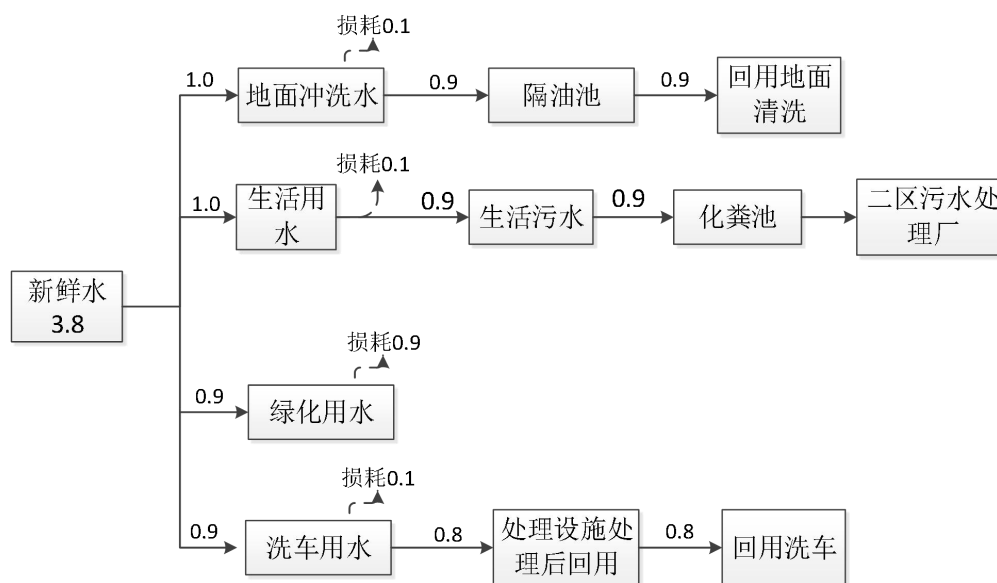 损耗0.1
1.0
地面冲洗水
0.9
隔油池
0.9
回用地面
清洗
损耗0.1
1.0
生活用
水
0.9
生活污水
0.9
化粪池
二区污水处
理厂
新鲜水
3.8
损耗0.9
0.9
绿化用水
损耗0.1
0.9
洗车用水
0.8
处理设施处
理后回用
0.8
回用洗车